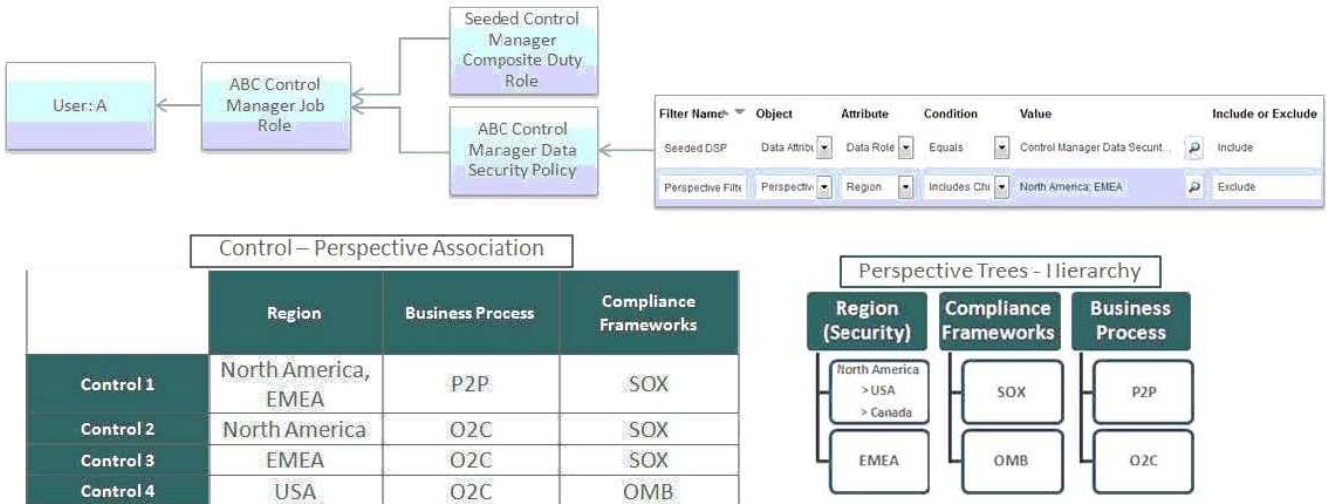 Seeded Control
Manager
Composite Duty
Role
User: A
ABC Control
Manager Job
Role
ABC Control
Manager Data
Security Policy
Filter Name Object Attribute Condition Value Include or Exclude
Seeded DSP Data Attribu Data Role Equals Control Manager Data Securit... Include
Perspective Filte Perspectiv Region Includes Chi North America; EMEA Exclude
Control – Perspective Association
Region Business Process Compliance
Frameworks
Control 1 North America,
EMEA P2P SOX
Control 2 North America O2C SOX
Control 3 EMEA O2C SOX
Control 4 USA O2C OMB
Perspective Trees - Hierarchy
Region
(Security)
Compliance
Frameworks
Business
Process
North America
> USA
> Canada
SOX
P2P
EMEA
OMB
O2C